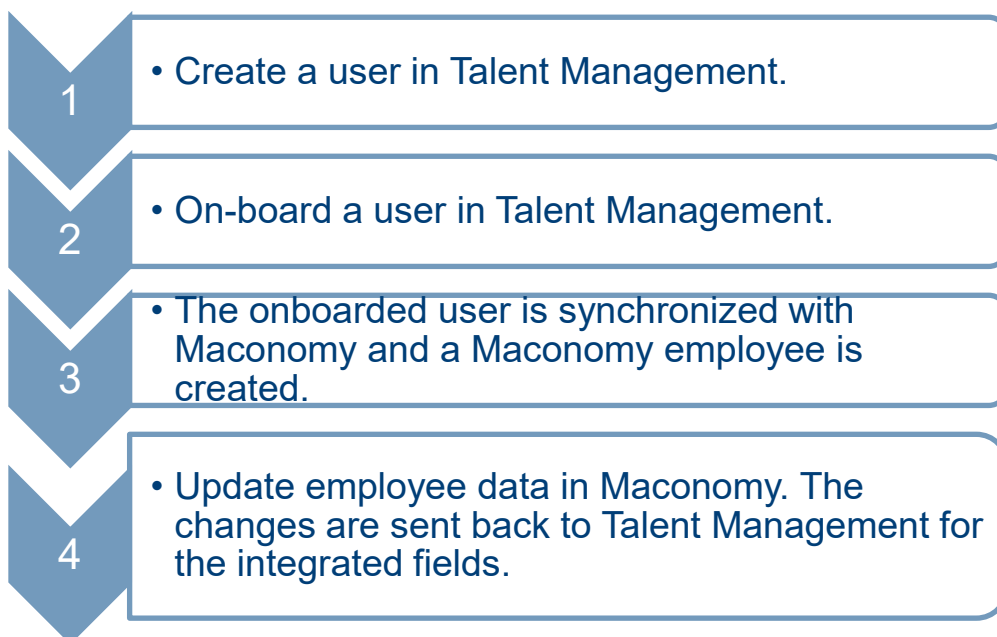 1
• Create a user in Talent Management.
2
• On-board a user in Talent Management.
3
• The onboarded user is synchronized with
Maconomy and a Maconomy employee is
created.
4
• Update employee data in Maconomy. The
changes are sent back to Talent Management for
the integrated fields.